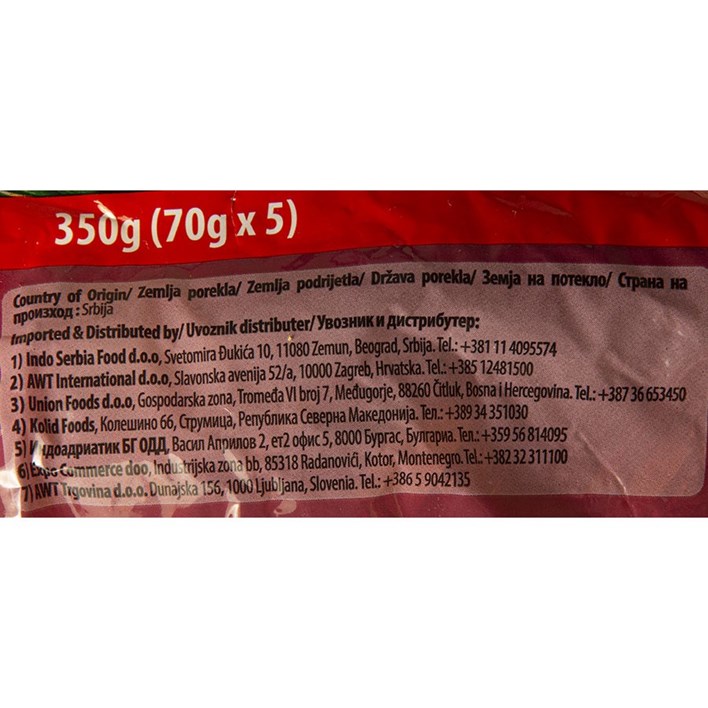 350g (70g x 5)
Country of Origin/ Zemlja porekla/ Zemlja podrijetla/ Država porekla/ Земја на потекло/ Страна на
произход : Srbija
Imported & Distributed by/ Uvoznik distributer/ Увозник и дистрибутер:
1) Indo Serbia Food d.o.o, Svetomira Đukića 10, 11080 Zemun, Beograd, Srbija. Tel.: +381 11 4095574
2) AWT International d.o.o, Slavonska avenija 52/a, 10000 Zagreb, Hrvatska. Tel.: +385 12481500
3) Union Foods d.o.o, Gospodarska zona, Tromeđa VI broj 7, Međugorje, 88260 Čitluk, Bosna i Hercegovina. Tel.: +387 36 653450
4) Kolid Foods, Колешино 66, Струмица, Република Северна Македонија. Тел.: +389 34 351030
5) Индоадриатик БГ ОДД, Васил Априлов 2, ет2 офис 5, 8000 Бургас, Булгариа. Тел.: +359 56 814095
6) Expo Commerce doo, Industrijska zona bb, 85318 Radanovići, Kotor, Montenegro. Tel.: +382 32 311100
7) AWT Trgovina d.o.o. Dunajska 156, 1000 Ljubljana, Slovenia. Tel.: +386 5 9042135